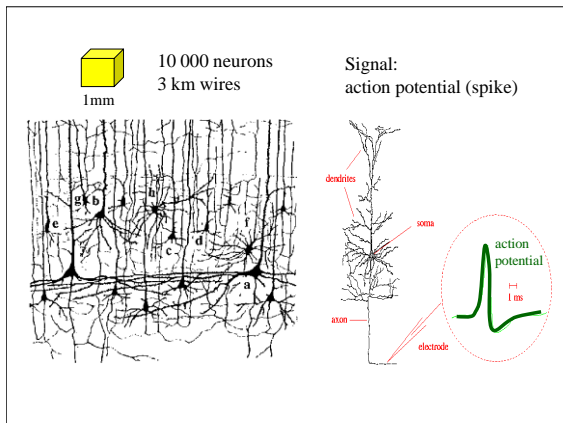 10 000 neurons
3 km wires
1mm
Signal:
action potential (spike)
g
b
h
e
c
d
f
a
dendrites
soma
axon
electrode
action
potential
1 ms